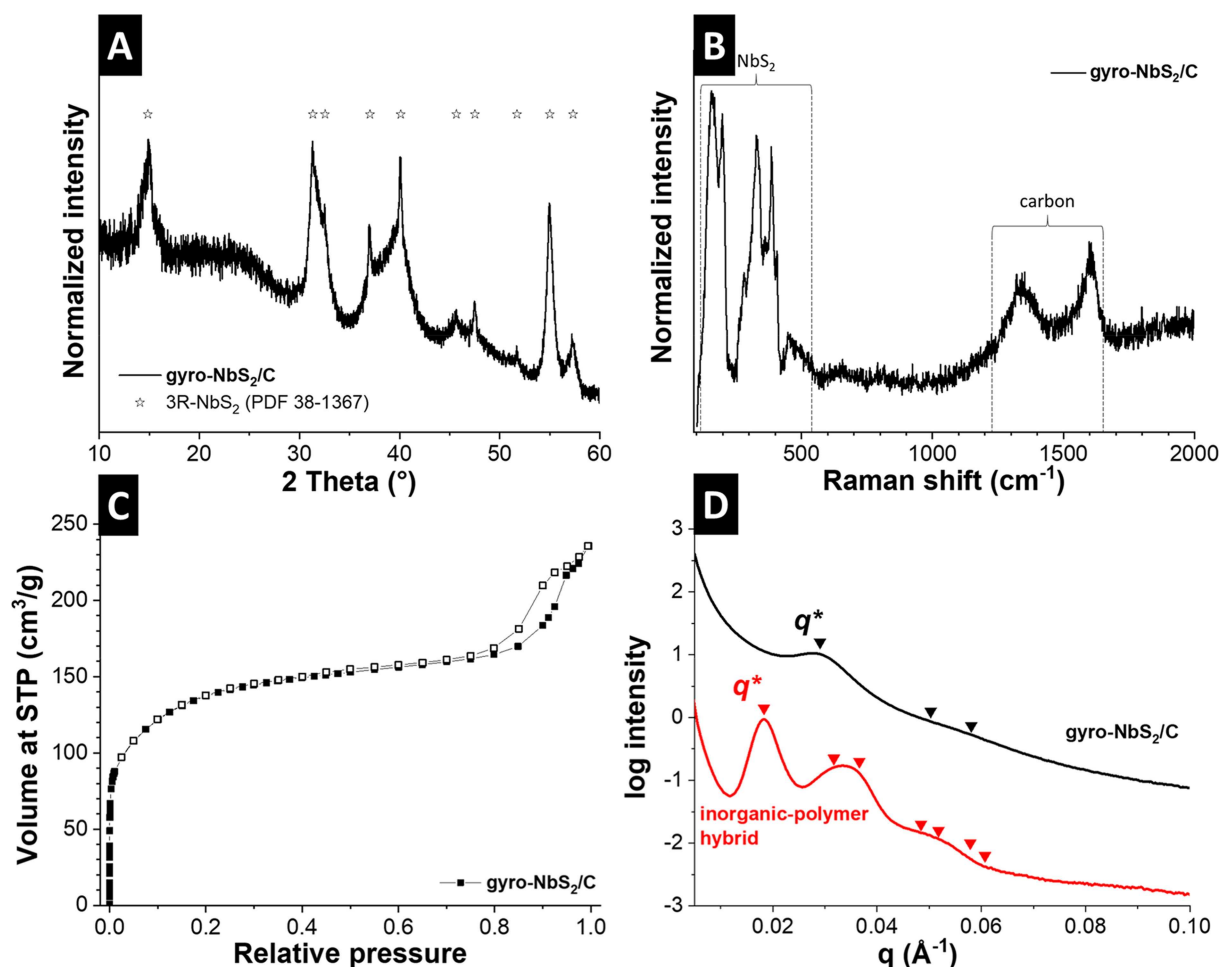 A
Normalized intensity
☆ ☆☆ ☆ ☆ ☆ ☆ ☆ ☆ ☆
gyro-NbS₂/C
☆ 3R-NbS₂ (PDF 38-1367)
10 20 30 40 50 60
2 Theta (°)
B
Normalized intensity
NbS₂
gyro-NbS₂/C
carbon
500 1000 1500 2000
Raman shift (cm⁻¹)
C
Volume at STP (cm³/g)
250
200
150
100
50
0
gyro-NbS₂/C
0.0 0.2 0.4 0.6 0.8 1.0
Relative pressure
D
log intensity
3
2
1
0
-1
-2
-3
q*
q*
gyro-NbS₂/C
inorganic-polymer
hybrid
0.02 0.04 0.06 0.08 0.10
q (Å⁻¹)